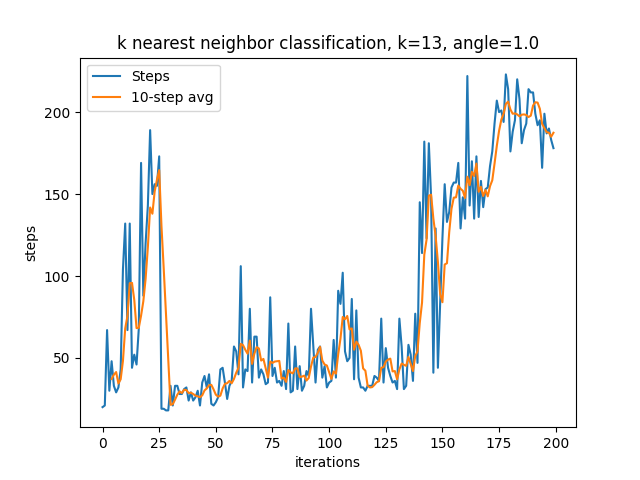 k nearest neighbor classification, k=13, angle=1.0
Steps
10-step avg
steps
200
150
100
50
0
25
50
75
100
125
150
175
200
iterations